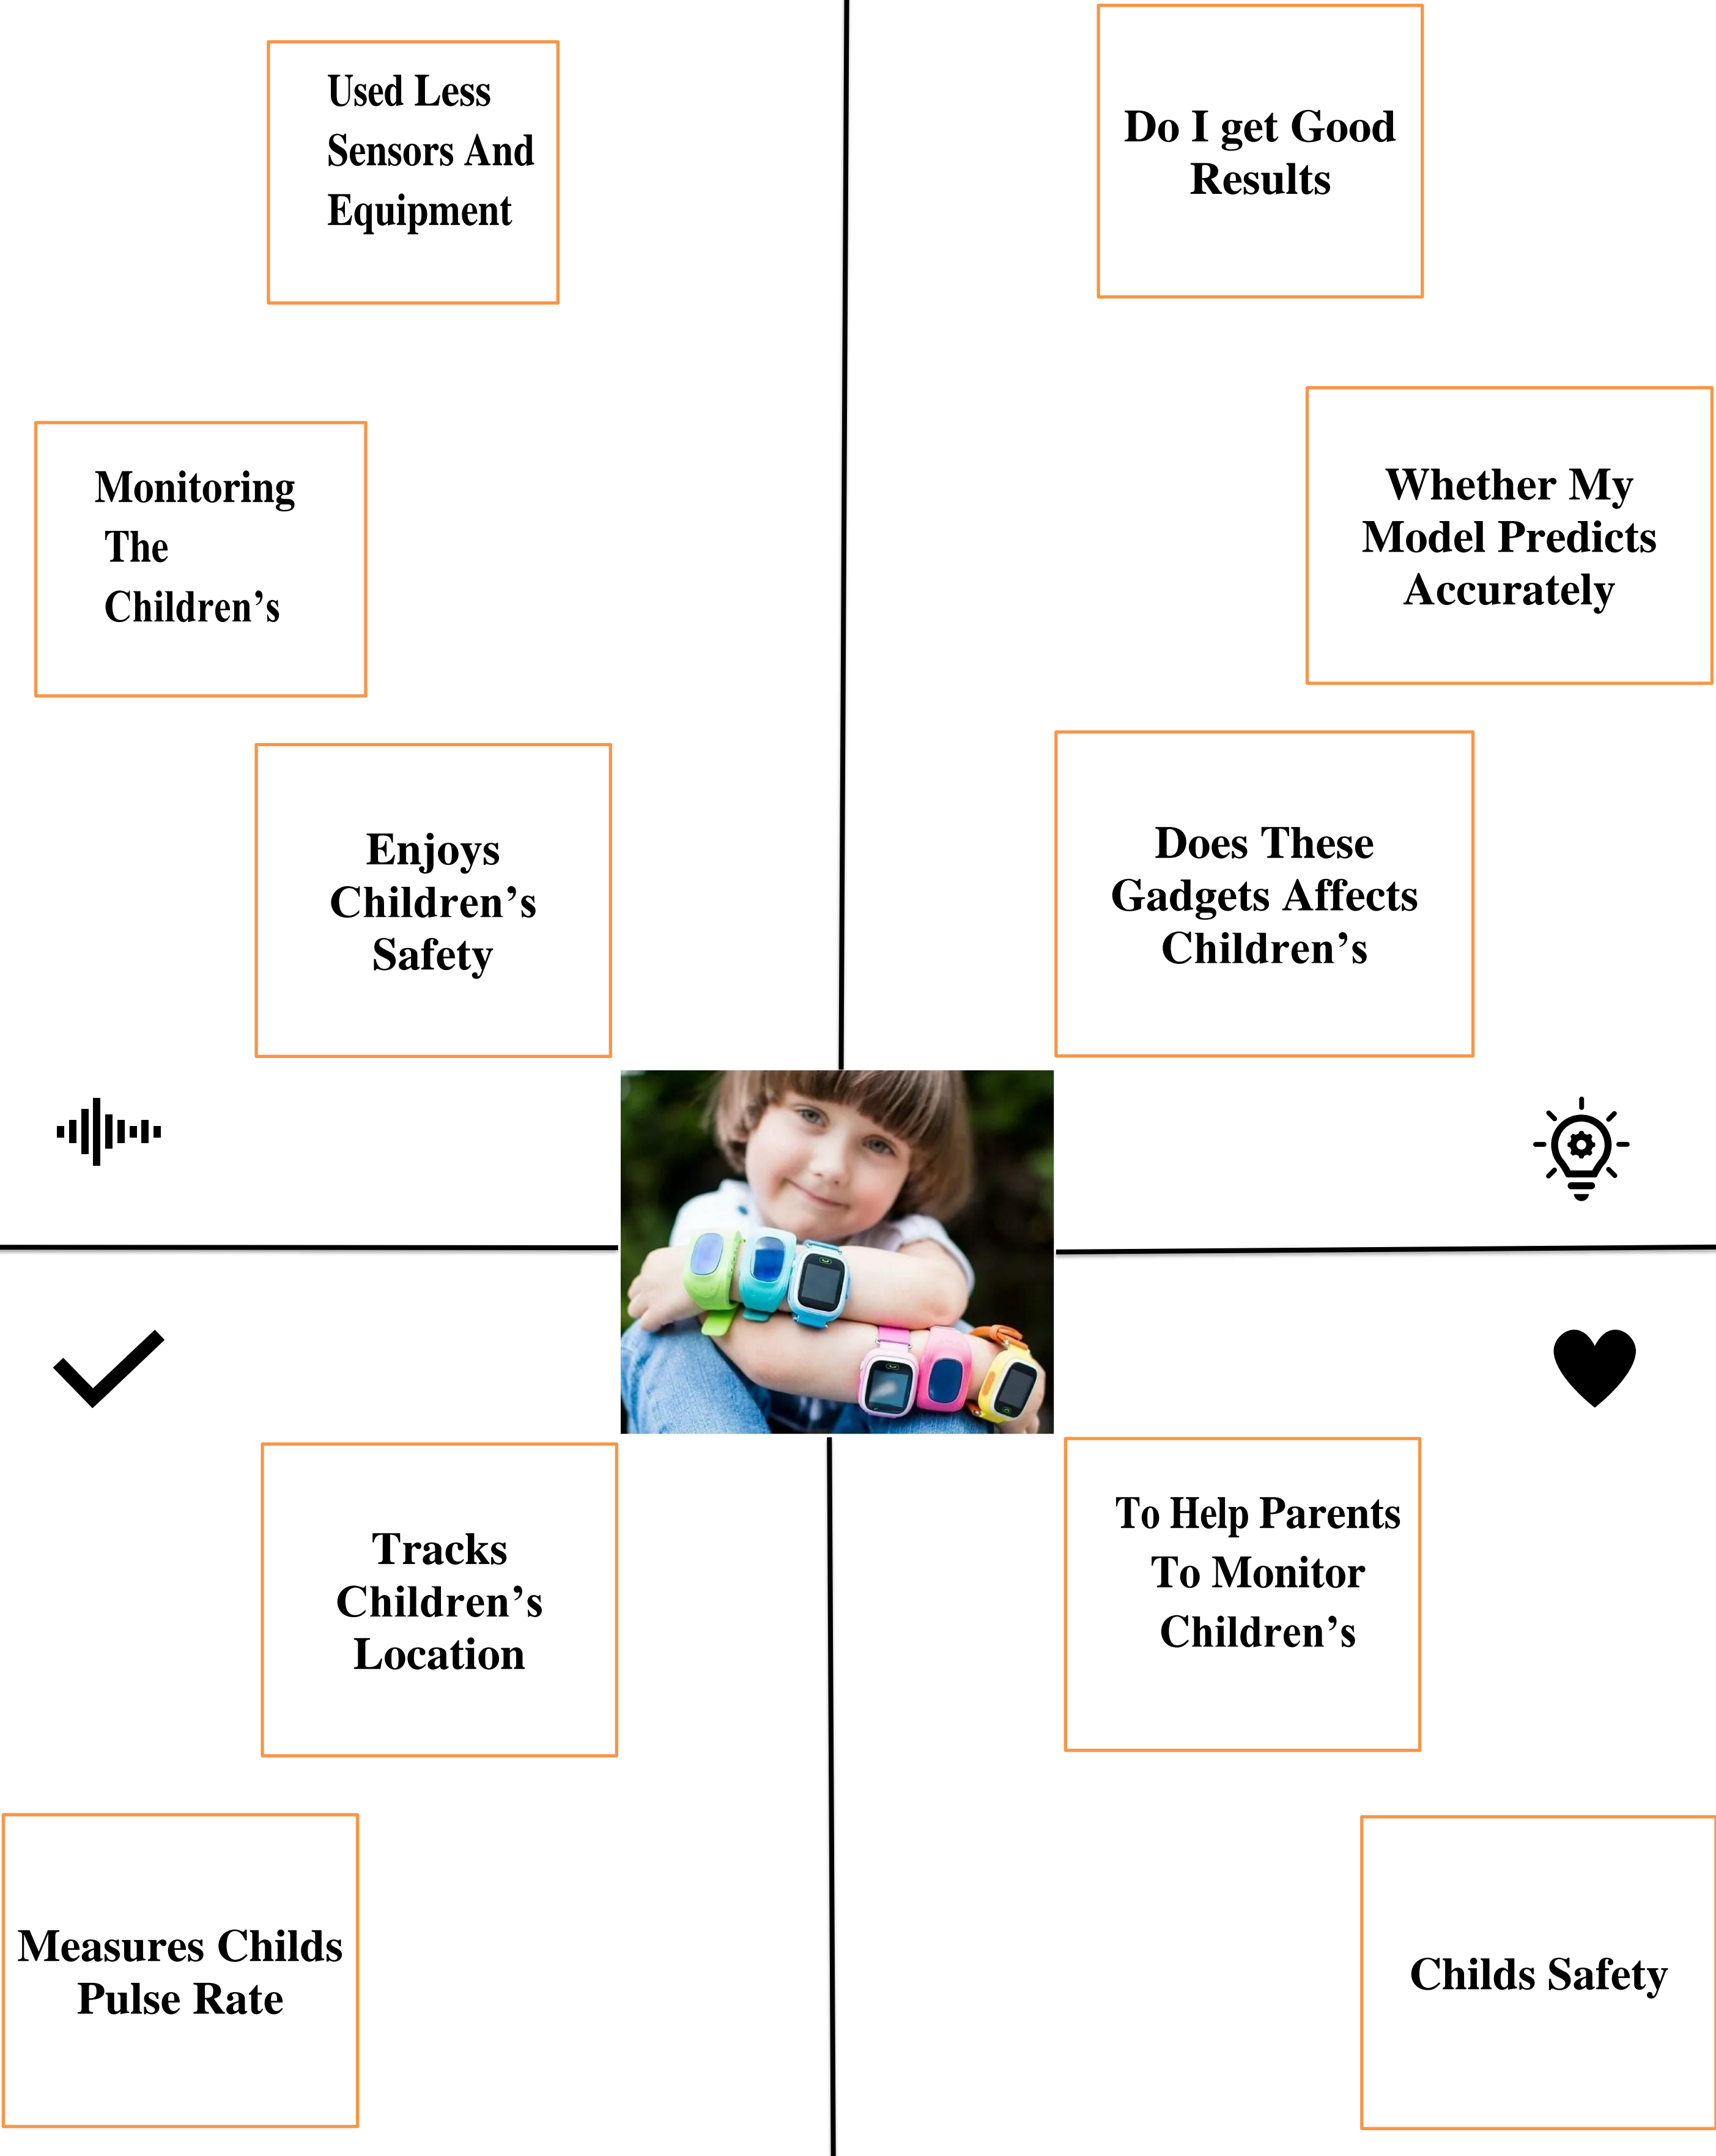 Used Less
Sensors And
Equipment
Do I get Good
Results
Monitoring
The
Children’s
Whether My
Model Predicts
Accurately
Enjoys
Children’s
Safety
Does These
Gadgets Affects
Children’s
Tracks
Children’s
Location
To Help Parents
To Monitor
Children’s
Measures Childs
Pulse Rate
Childs Safety